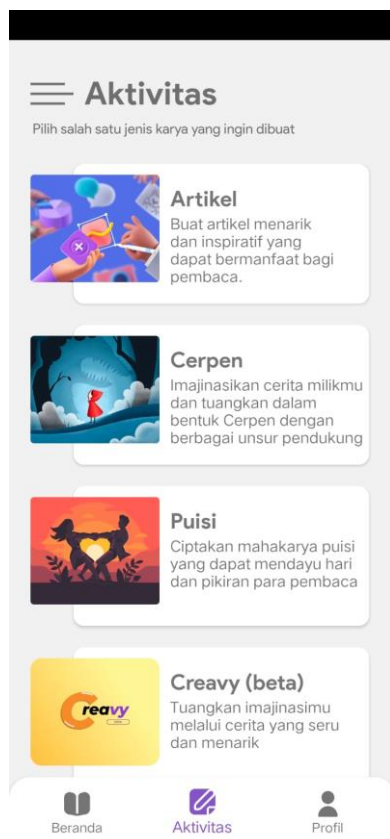 Aktivitas
Pilih salah satu jenis karya yang ingin dibuat
Artikel
Buat artikel menarik
dan inspiratif yang
dapat bermanfaat bagi
pembaca.
Cerpen
Imajinasikan cerita milikmu
dan tuangkan dalam
bentuk Cerpen dengan
berbagai unsur pendukung
Puisi
Ciptakan mahakarya puisi
yang dapat mendayu hari
dan pikiran para pembaca
Creavy
Creavy (beta)
Tuangkan imajinasimu
melalui cerita yang seru
dan menarik
Beranda
Aktivitas
Profil